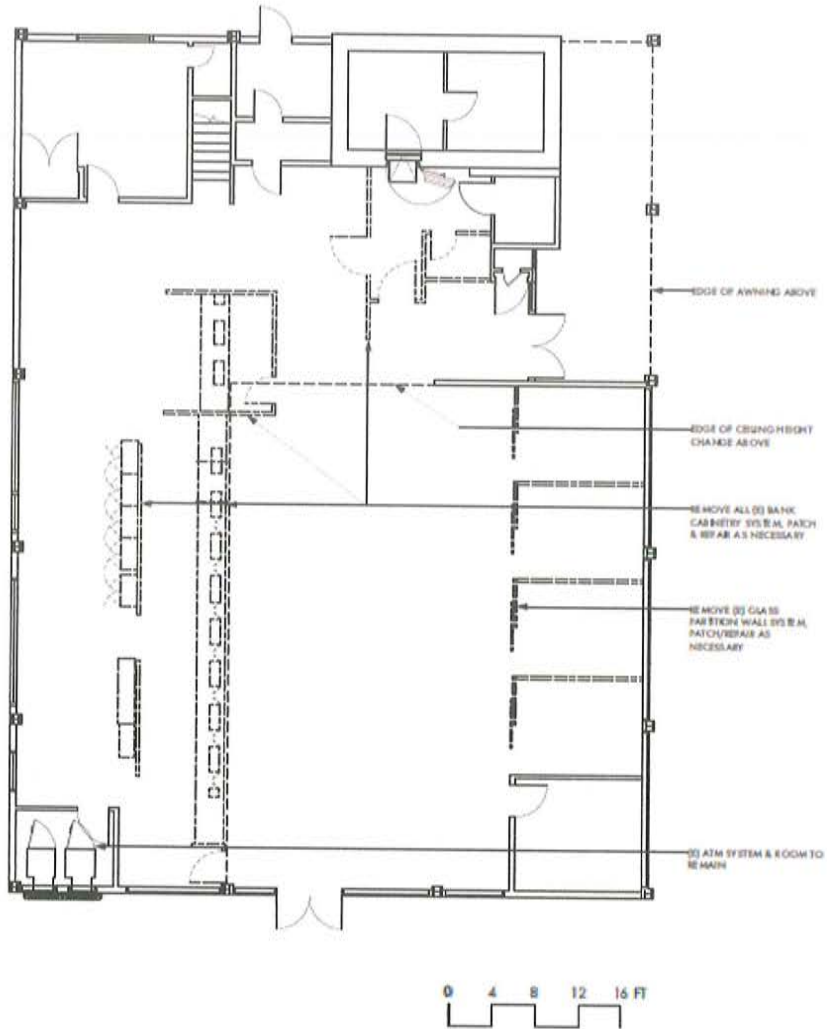 EDGE OF AWNING ABOVE
EDGE OF CEILING HEIGHT
CHANGE ABOVE
REMOVE ALL (E) BANK
CABINETRY SYSTEM, PATCH
& REPAIR AS NECESSARY
REMOVE (E) GLASS
PARTITION WALL SYSTEM,
PATCH/REPAIR AS
NECESSARY
(E) ATM SYSTEM & ROOM TO
REMAIN
0 4 8 12 16 FT